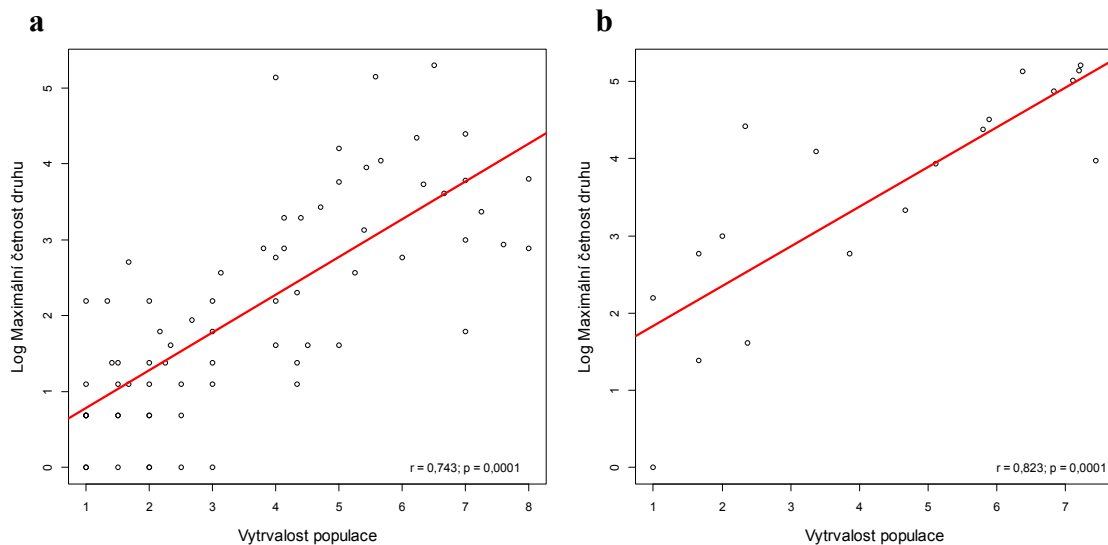 a
Log Maximální četnost druhu
0 1 2 3 4 5
r = 0,743; p = 0,0001
1 2 3 4 5 6 7 8
Vytrvalost populace
b
Log Maximální četnost druhu
0 1 2 3 4 5
r = 0,823; p = 0,0001
1 2 3 4 5 6 7
Vytrvalost populace